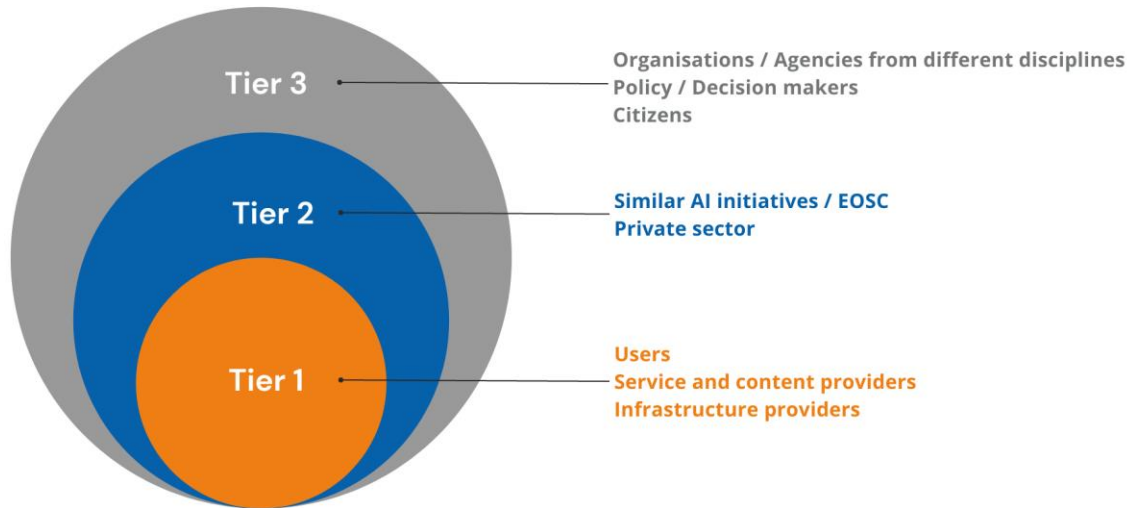 Tier 3
Organisations / Agencies from different disciplines
Policy / Decision makers
Citizens
Tier 2
Similar AI initiatives / EOSC
Private sector
Tier 1
Users
Service and content providers
Infrastructure providers